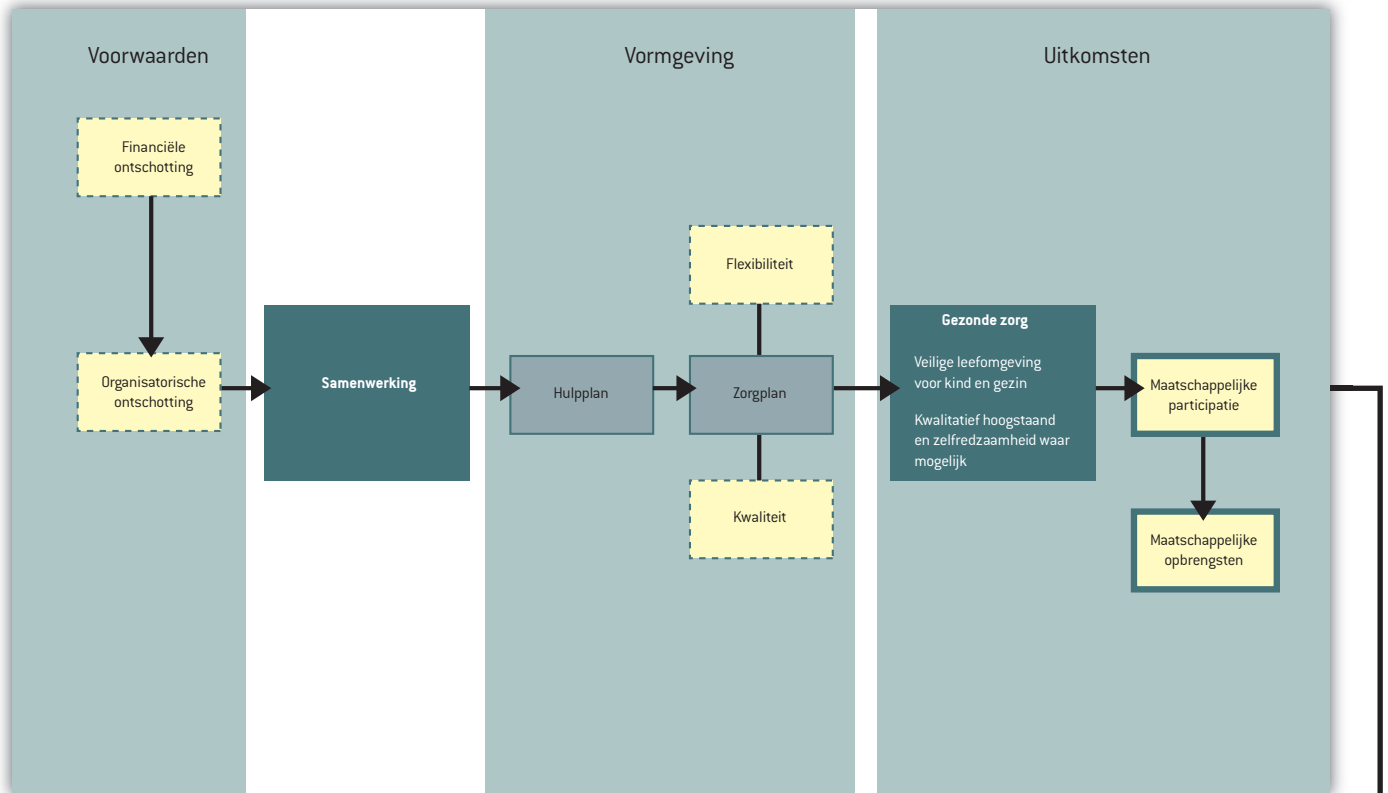 Voorwaarden
Vormgeving
Uitkomsten
Financiële
ontschotting
Organisatorische
ontschotting
Samenwerking
Hulpplan
Flexibiliteit
Zorgplan
Kwaliteit
Gezonde zorg
Veilige leefomgeving
voor kind en gezin
Kwalitatief hoogstaand
en zelfredzaamheid waar
mogelijk
Maatschappelijke
participatie
Maatschappelijke
opbrengsten